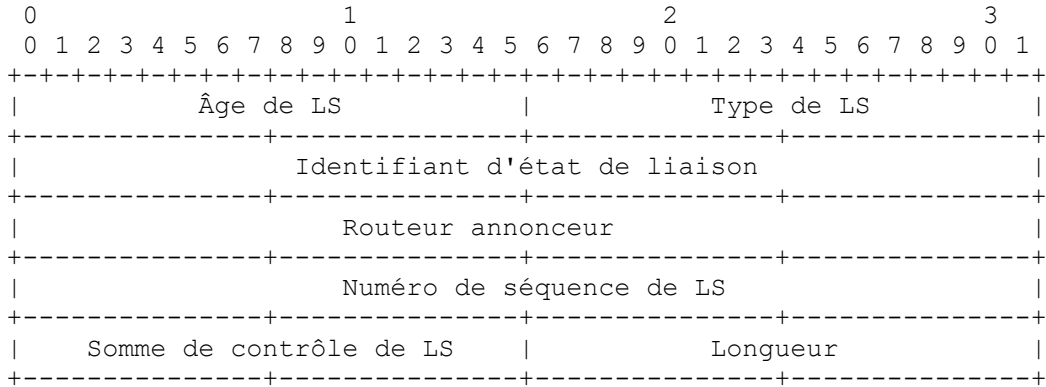 0 1 2 3
0 1 2 3 4 5 6 7 8 9 0 1 2 3 4 5 6 7 8 9 0 1 2 3 4 5 6 7 8 9 0 1
+-+-+-+-+-+-+-+-+-+-+-+-+-+-+-+-+-+-+-+-+-+-+-+-+-+-+-+-+-+-+-+-+
| Âge de LS | Type de LS |
+---------------+---------------+---------------+---------------+
| Identifiant d'état de liaison |
+---------------+---------------+---------------+---------------+
| Routeur annonceur |
+---------------+---------------+---------------+---------------+
| Numéro de séquence de LS |
+---------------+---------------+---------------+---------------+
| Somme de contrôle de LS | Longueur |
+---------------+---------------+---------------+---------------+